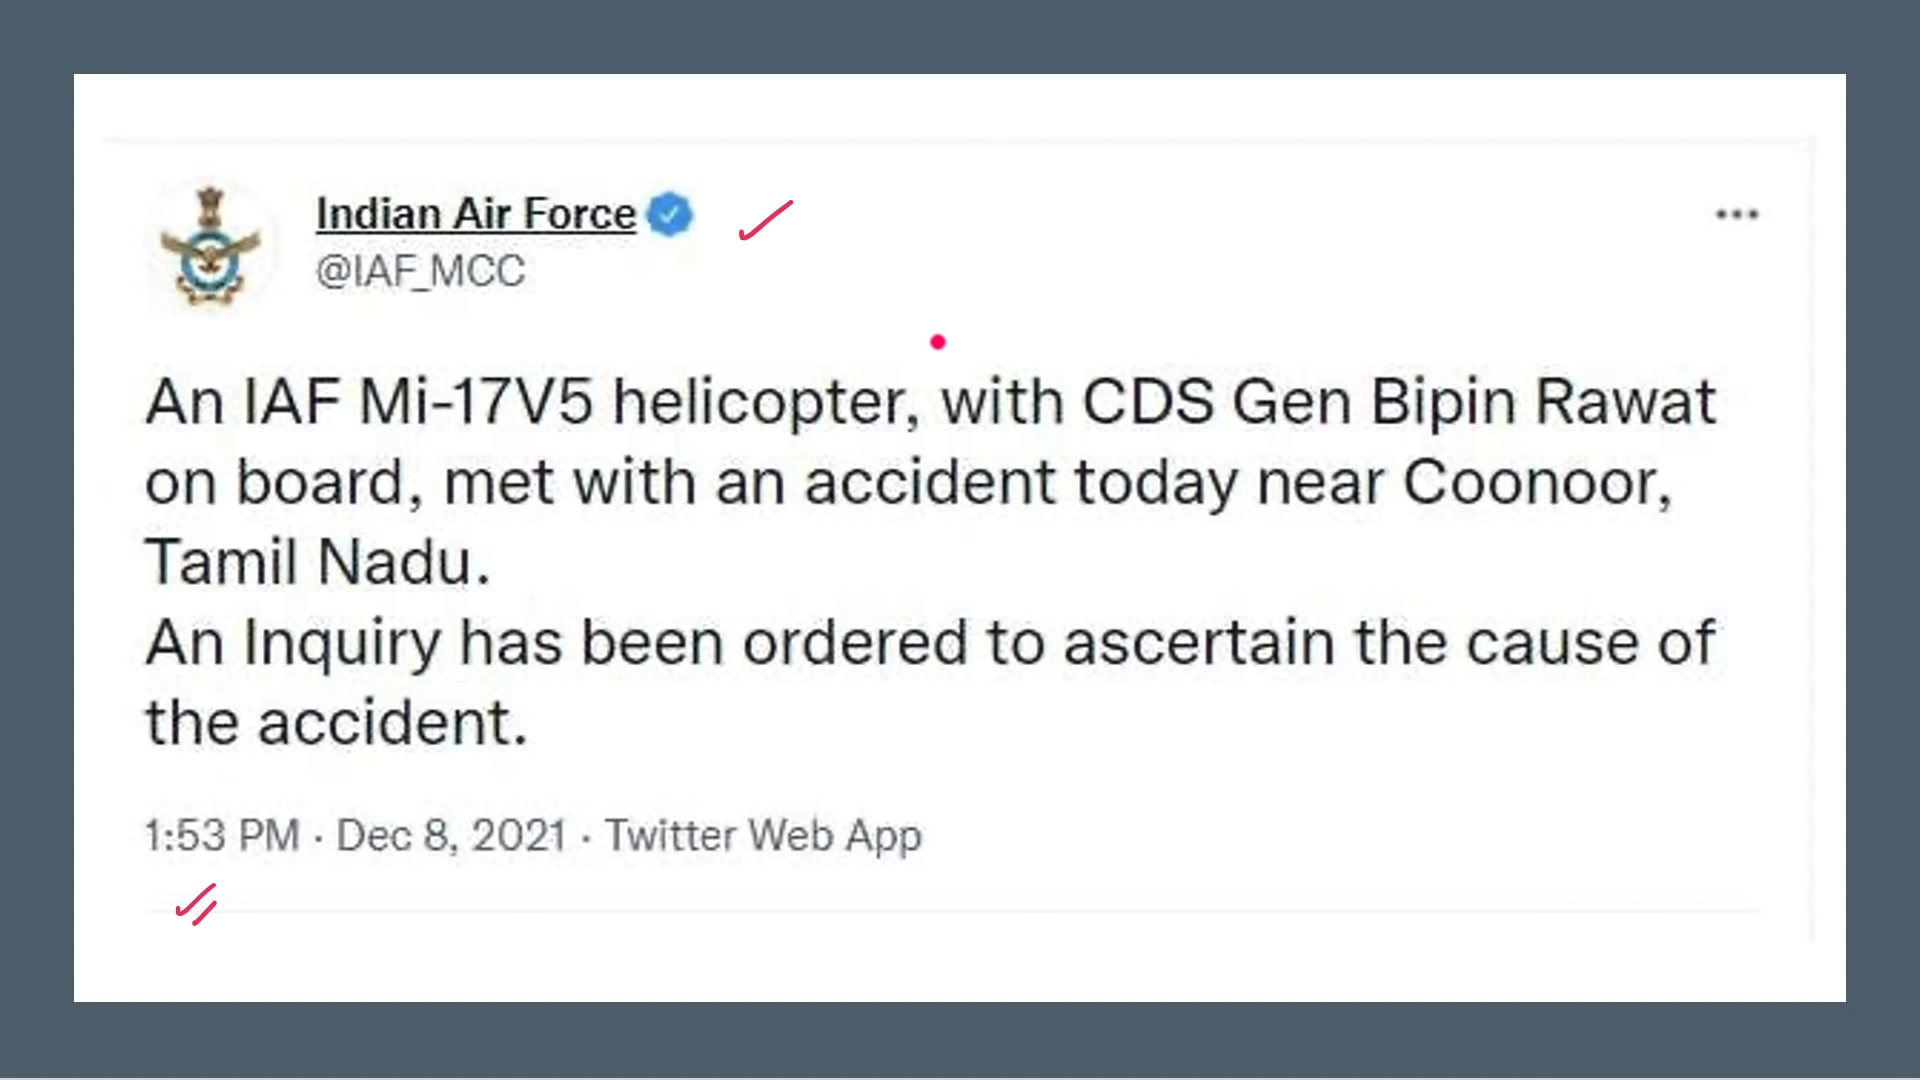 Indian Air Force
@IAF_MCC
An IAF Mi-17V5 helicopter, with CDS Gen Bipin Rawat
on board, met with an accident today near Coonoor,
Tamil Nadu.
An Inquiry has been ordered to ascertain the cause of
the accident.
1:53 PM · Dec 8, 2021 · Twitter Web App